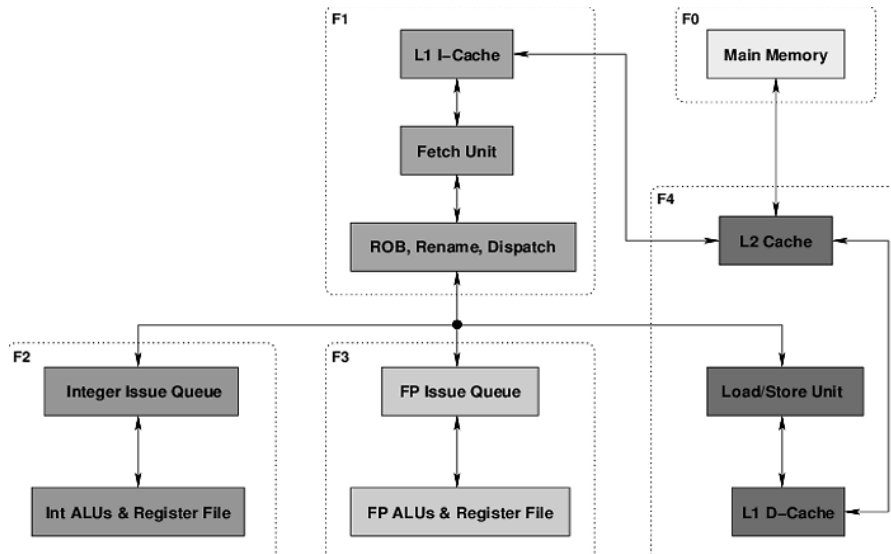 F1
L1 I-Cache
Fetch Unit
ROB, Rename, Dispatch
F0
Main Memory
F4
L2 Cache
Load/Store Unit
L1 D-Cache
F2
Integer Issue Queue
Int ALUs & Register File
F3
FP Issue Queue
FP ALUs & Register File